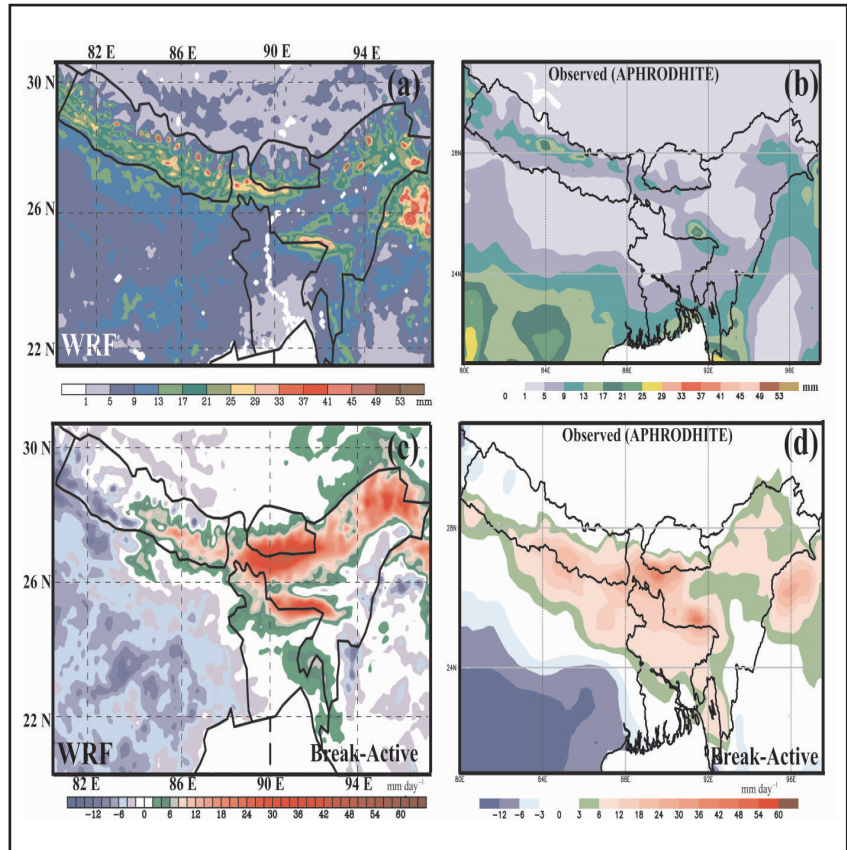 82 E 86 E 90 E 94 E
30 N
26 N
22 N
(a)
WRF
1 5 9 13 17 21 25 29 33 37 41 45 49 53 mm
Observed (APHRODHITE)
(b)
28N
24N
80E 84E 88E 92E 96E
0 1 5 9 13 17 21 25 29 33 37 41 45 49 53 mm
30 N
26 N
22 N
(c)
WRF
Break-Active
82 E 86 E 90 E 94 E
mm day⁻¹
-12 -6 -2 0 2 6 12 18 24 30 36 42 48 54 60
Observed (APHRODHITE)
(d)
28N
24N
Break-Active
80E 84E 88E 92E 96E
mm day⁻¹
-12 -6 -3 0 3 6 12 18 24 30 36 42 48 54 60